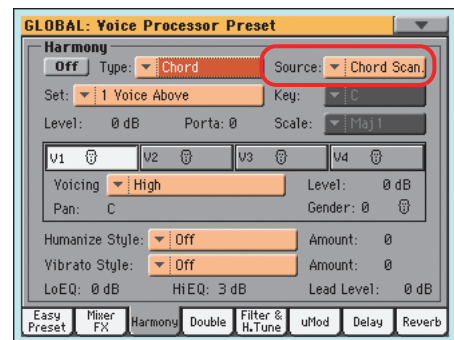 GLOBAL: Voice Processor Preset
Harmony
Off Type: Chord Source: Chord Scan.
Set: 1 Voice Above Key: C
Level: 0 dB Porta: 0 Scale: Maj1
V1 V2 V3 V4
Voicing High Level: 0 dB
Pan: C Gender: 0
Humanize Style: Off Amount: 0
Vibrato Style: Off Amount: 0
LoEQ: 0 dB HiEQ: 3 dB Lead Level: 0 dB
Easy Preset Mixer FX Harmony Double Filter & H.Tune uMod Delay Reverb